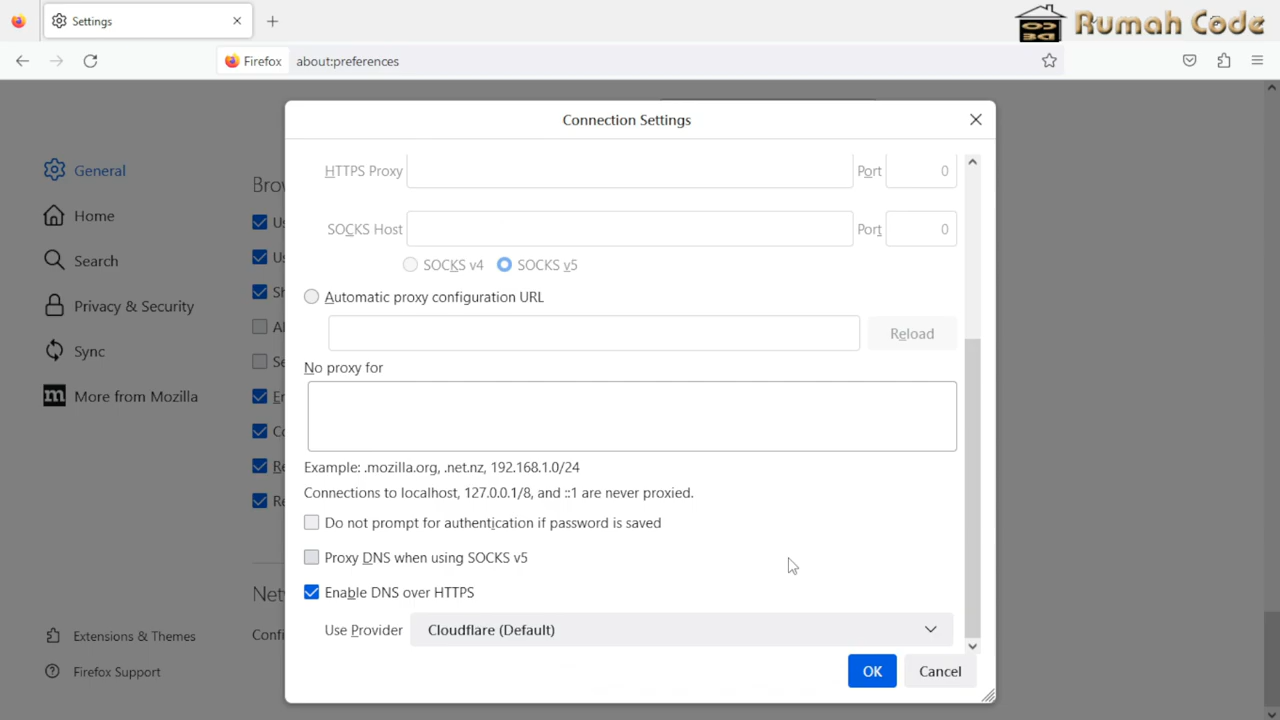 Settings
CODE
Rumah Code
Firefox
about:preferences
Connection Settings
General
Home
Search
Privacy & Security
Sync
m
More from Mozilla
Extensions & Themes
Firefox Support
HTTPS Proxy
Port
0
SOCKS Host
Port
0
SOCKS v4
SOCKS v5
Automatic proxy configuration URL
Reload
No proxy for
Example: .mozilla.org, .net.nz, 192.168.1.0/24
Connections to localhost, 127.0.0.1/8, and ::1 are never proxied.
Do not prompt for authentication if password is saved
Proxy DNS when using SOCKS v5
Enable DNS over HTTPS
Use Provider
Cloudflare (Default)
OK
Cancel